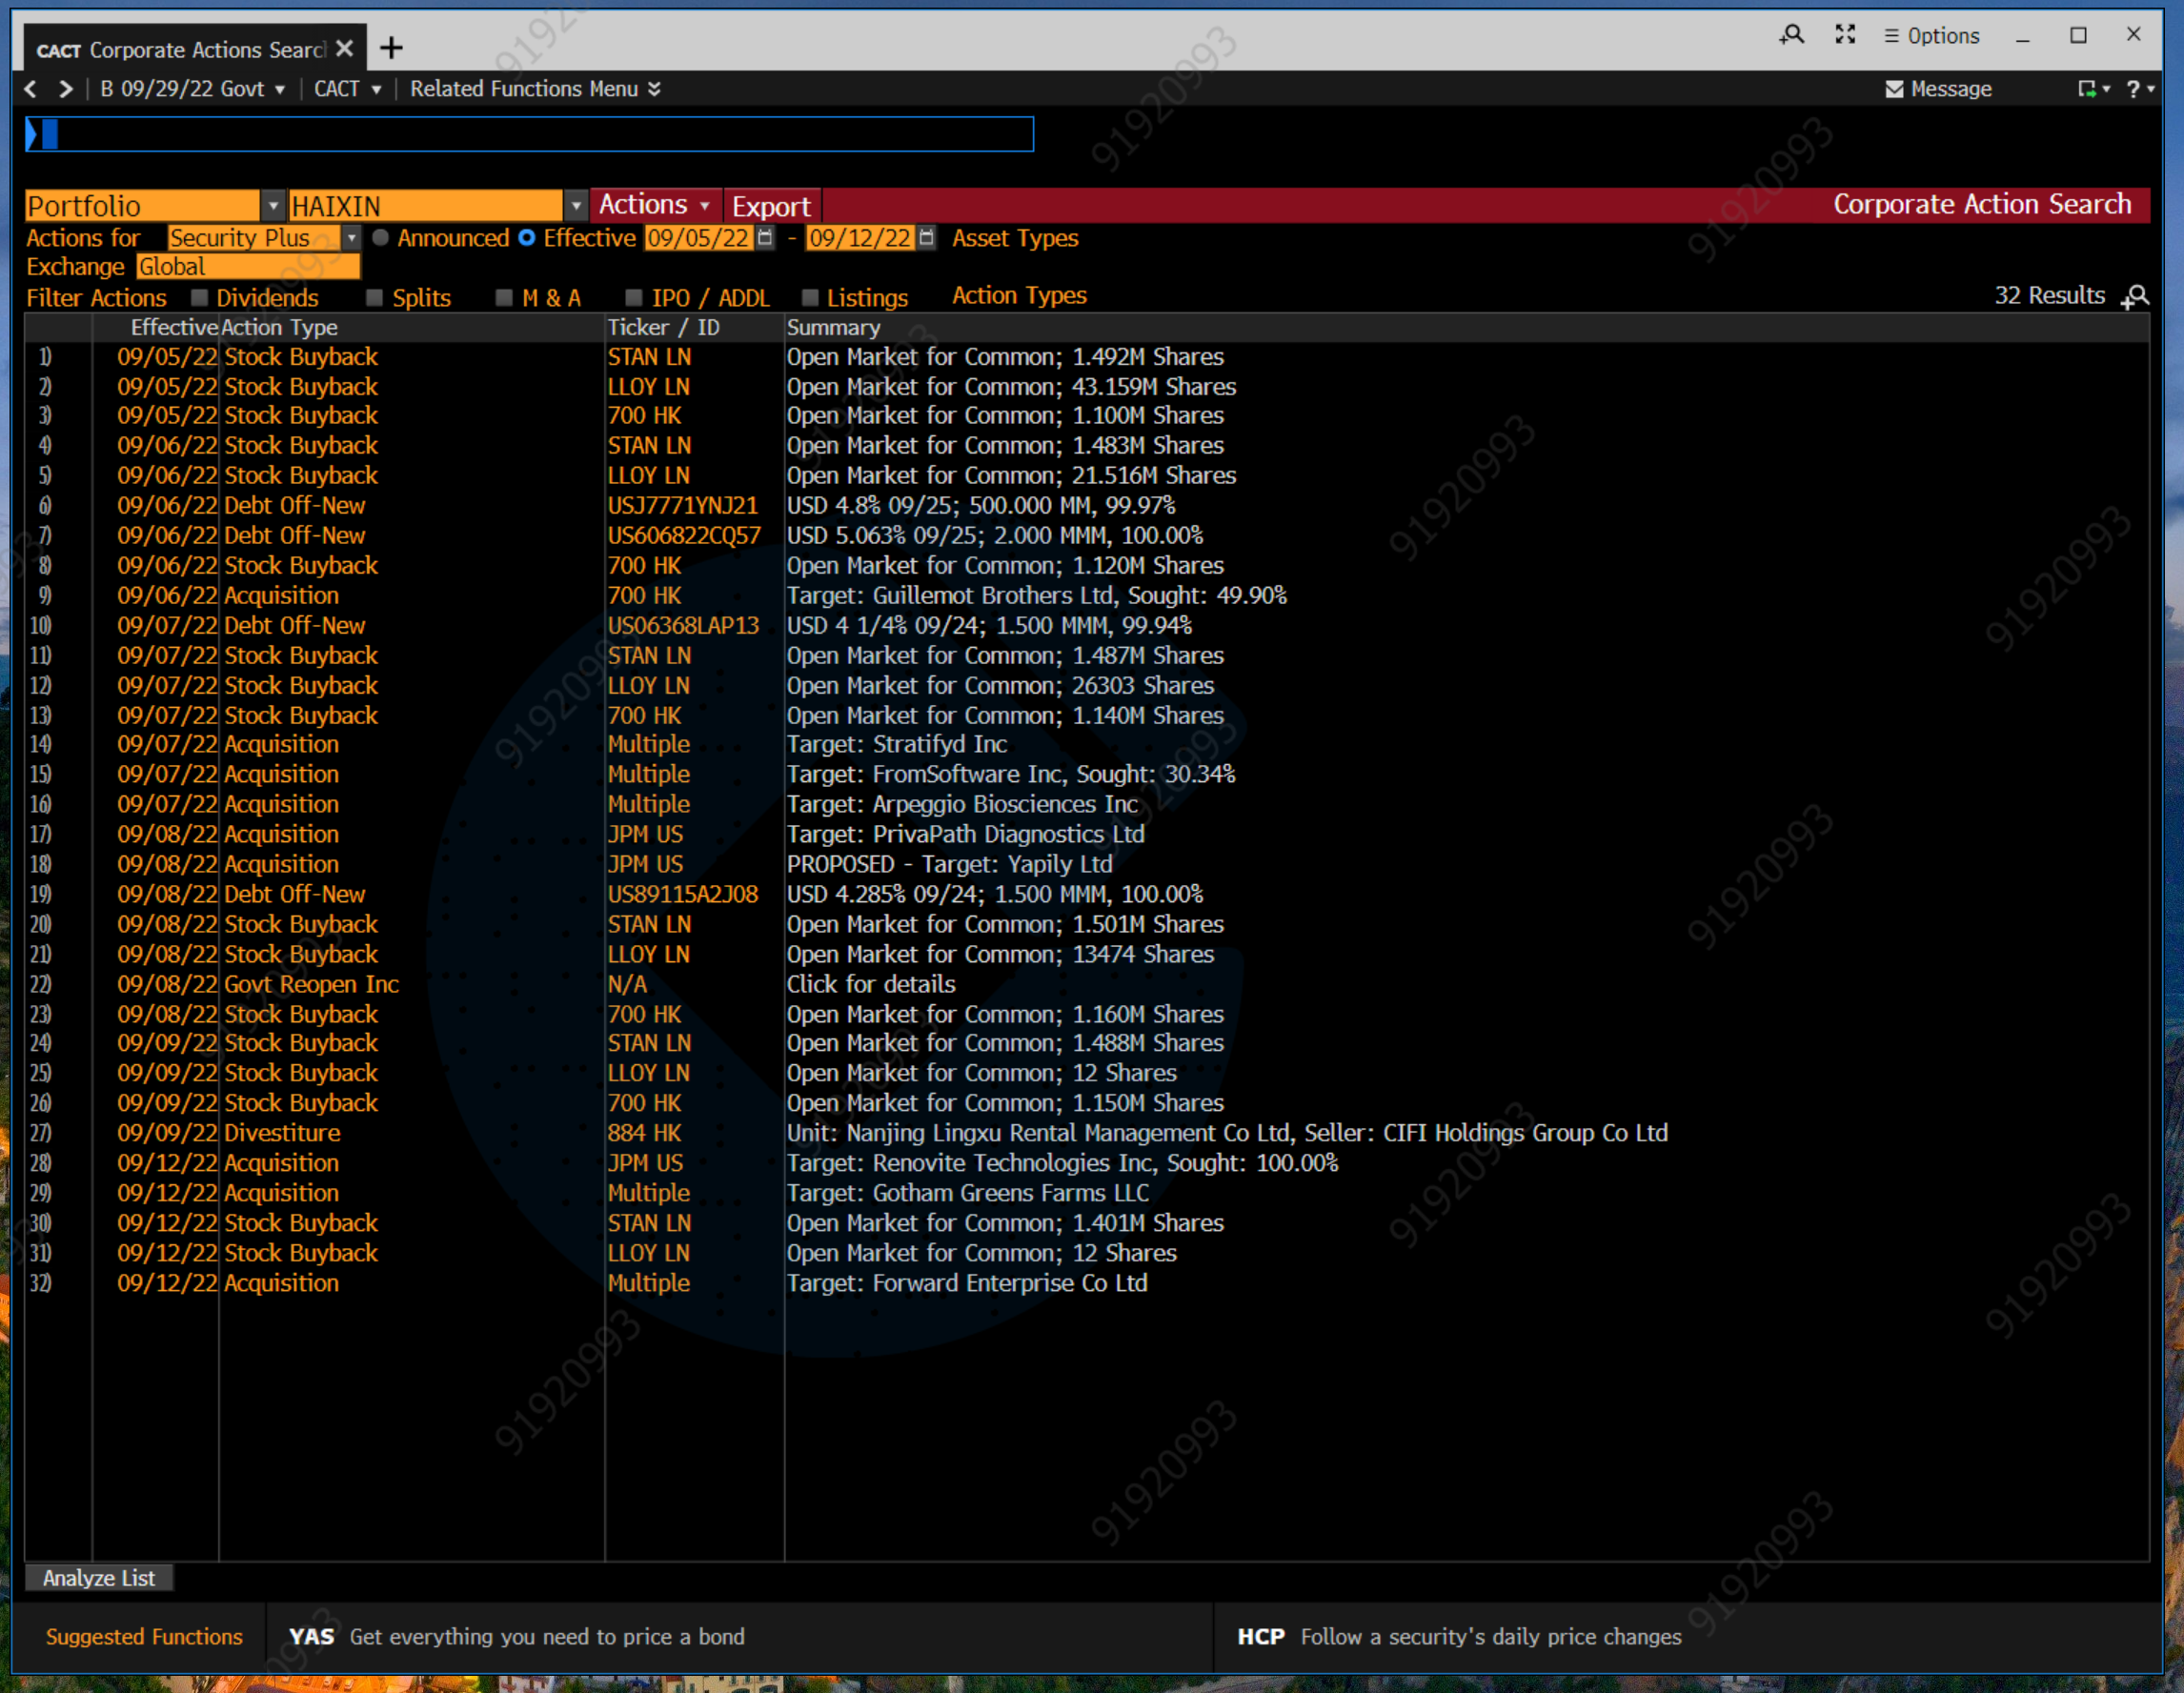 CACT Corporate Actions Search
Options
B 09/29/22 Govt | CACT | Related Functions Menu
Message
?
Portfolio HAIXIN Actions Export Corporate Action Search
Actions for Security Plus Announced Effective 09/05/22 - 09/12/22 Asset Types
Exchange Global
Filter Actions Dividends Splits M & A IPO / ADDL Listings Action Types 32 Results
Effective Action Type Ticker / ID Summary
1) 09/05/22 Stock Buyback STAN LN Open Market for Common; 1.492M Shares
2) 09/05/22 Stock Buyback LLOY LN Open Market for Common; 43.159M Shares
3) 09/05/22 Stock Buyback 700 HK Open Market for Common; 1.100M Shares
4) 09/06/22 Stock Buyback STAN LN Open Market for Common; 1.483M Shares
5) 09/06/22 Stock Buyback LLOY LN Open Market for Common; 21.516M Shares
6) 09/06/22 Debt Off-New USJ7771YNJ21 USD 4.8% 09/25; 500.000 MM, 99.97%
7) 09/06/22 Debt Off-New US606822CQ57 USD 5.063% 09/25; 2.000 MMM, 100.00%
8) 09/06/22 Stock Buyback 700 HK Open Market for Common; 1.120M Shares
9) 09/06/22 Acquisition 700 HK Target: Guillemot Brothers Ltd, Sought: 49.90%
10) 09/07/22 Debt Off-New US06368LAP13 USD 4 1/4% 09/24; 1.500 MMM, 99.94%
11) 09/07/22 Stock Buyback STAN LN Open Market for Common; 1.487M Shares
12) 09/07/22 Stock Buyback LLOY LN Open Market for Common; 26303 Shares
13) 09/07/22 Stock Buyback 700 HK Open Market for Common; 1.140M Shares
14) 09/07/22 Acquisition Multiple Target: Stratifyd Inc
15) 09/07/22 Acquisition Multiple Target: FromSoftware Inc, Sought: 30.34%
16) 09/07/22 Acquisition Multiple Target: Arpeggio Biosciences Inc
17) 09/08/22 Acquisition JPM US Target: PrivaPath Diagnostics Ltd
18) 09/08/22 Acquisition JPM US PROPOSED - Target: Yapily Ltd
19) 09/08/22 Debt Off-New US89115A2J08 USD 4.285% 09/24; 1.500 MMM, 100.00%
20) 09/08/22 Stock Buyback STAN LN Open Market for Common; 1.501M Shares
21) 09/08/22 Stock Buyback LLOY LN Open Market for Common; 13474 Shares
22) 09/08/22 Govt Reopen Inc N/A Click for details
23) 09/08/22 Stock Buyback 700 HK Open Market for Common; 1.160M Shares
24) 09/09/22 Stock Buyback STAN LN Open Market for Common; 1.488M Shares
25) 09/09/22 Stock Buyback LLOY LN Open Market for Common; 12 Shares
26) 09/09/22 Stock Buyback 700 HK Open Market for Common; 1.150M Shares
27) 09/09/22 Divestiture 884 HK Unit: Nanjing Lingxu Rental Management Co Ltd, Seller: CIFI Holdings Group Co Ltd
28) 09/12/22 Acquisition JPM US Target: Renovite Technologies Inc, Sought: 100.00%
29) 09/12/22 Acquisition Multiple Target: Gotham Greens Farms LLC
30) 09/12/22 Stock Buyback STAN LN Open Market for Common; 1.401M Shares
31) 09/12/22 Stock Buyback LLOY LN Open Market for Common; 12 Shares
32) 09/12/22 Acquisition Multiple Target: Forward Enterprise Co Ltd
Analyze List
Suggested Functions YAS Get everything you need to price a bond HCP Follow a security's daily price changes
91920993